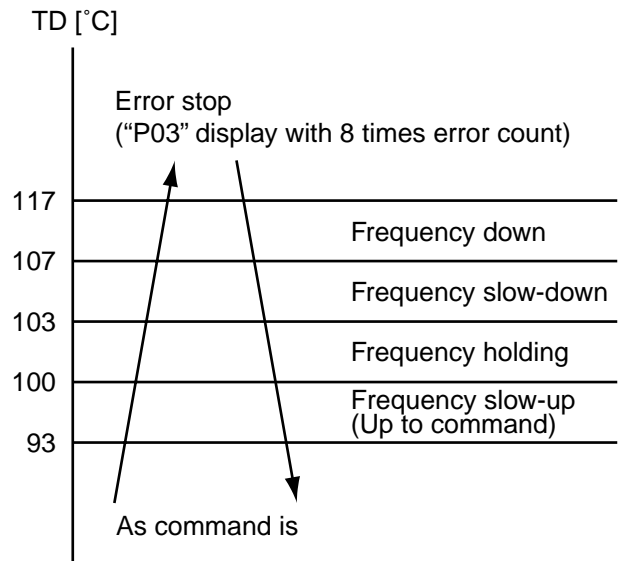 TD [˚C]
Error stop
(“P03” display with 8 times error count)
117
Frequency down
107
Frequency slow-down
103
Frequency holding
100
Frequency slow-up
(Up to command)
93
As command is